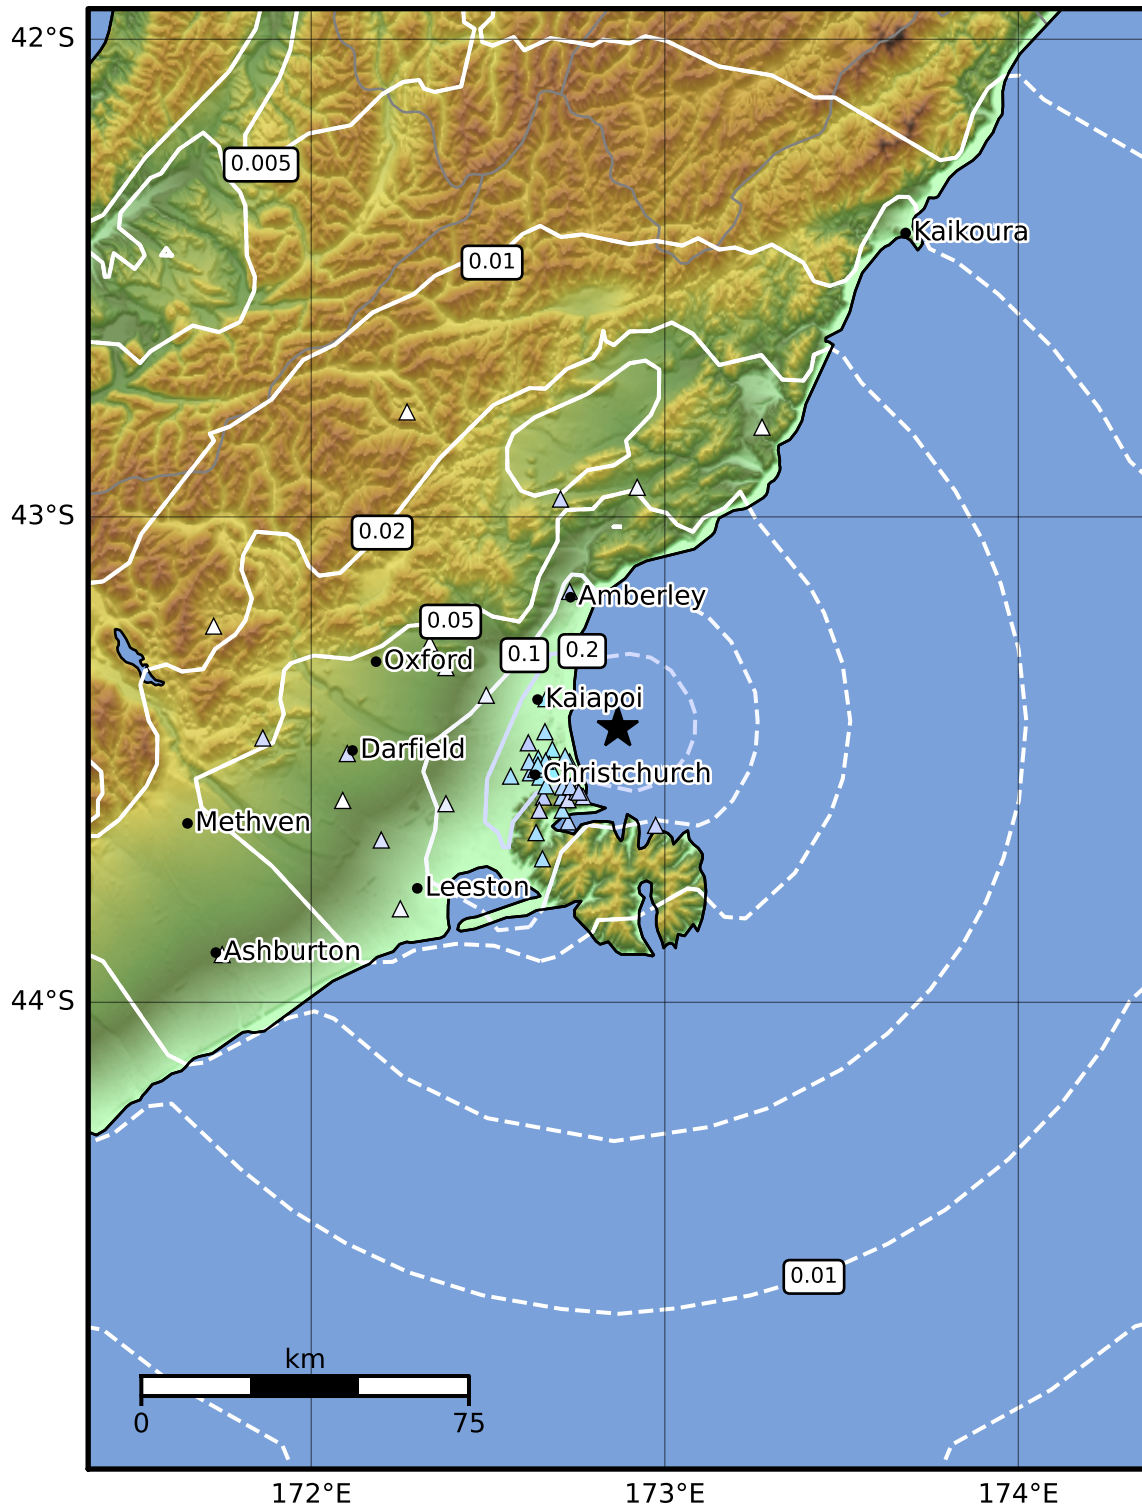 42°S
0.005
Kaikoura
0.01
43°S
0.02
Amberley
0.05
0.1
0.2
Oxford
Kaiapoi
Darfield
Christchurch
Methven
Leeston
Ashburton
44°S
0.01
km
0
75
172°E
173°E
174°E